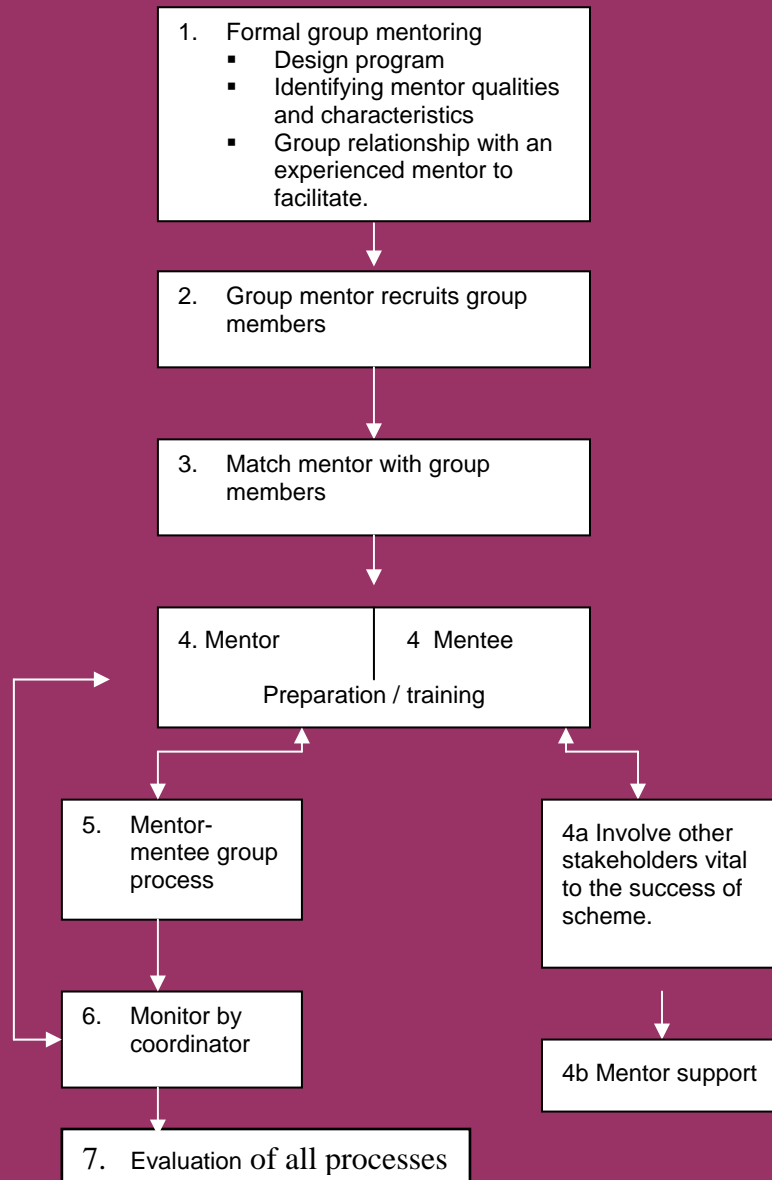 1. Formal group mentoring
▪ Design program
▪ Identifying mentor qualities
and characteristics
▪ Group relationship with an
experienced mentor to
facilitate.
2. Group mentor recruits group
members
3. Match mentor with group
members
4. Mentor
4 Mentee
Preparation / training
5. Mentor-
mentee group
process
4a Involve other
stakeholders vital
to the success of
scheme.
6. Monitor by
coordinator
4b Mentor support
7. Evaluation of all processes